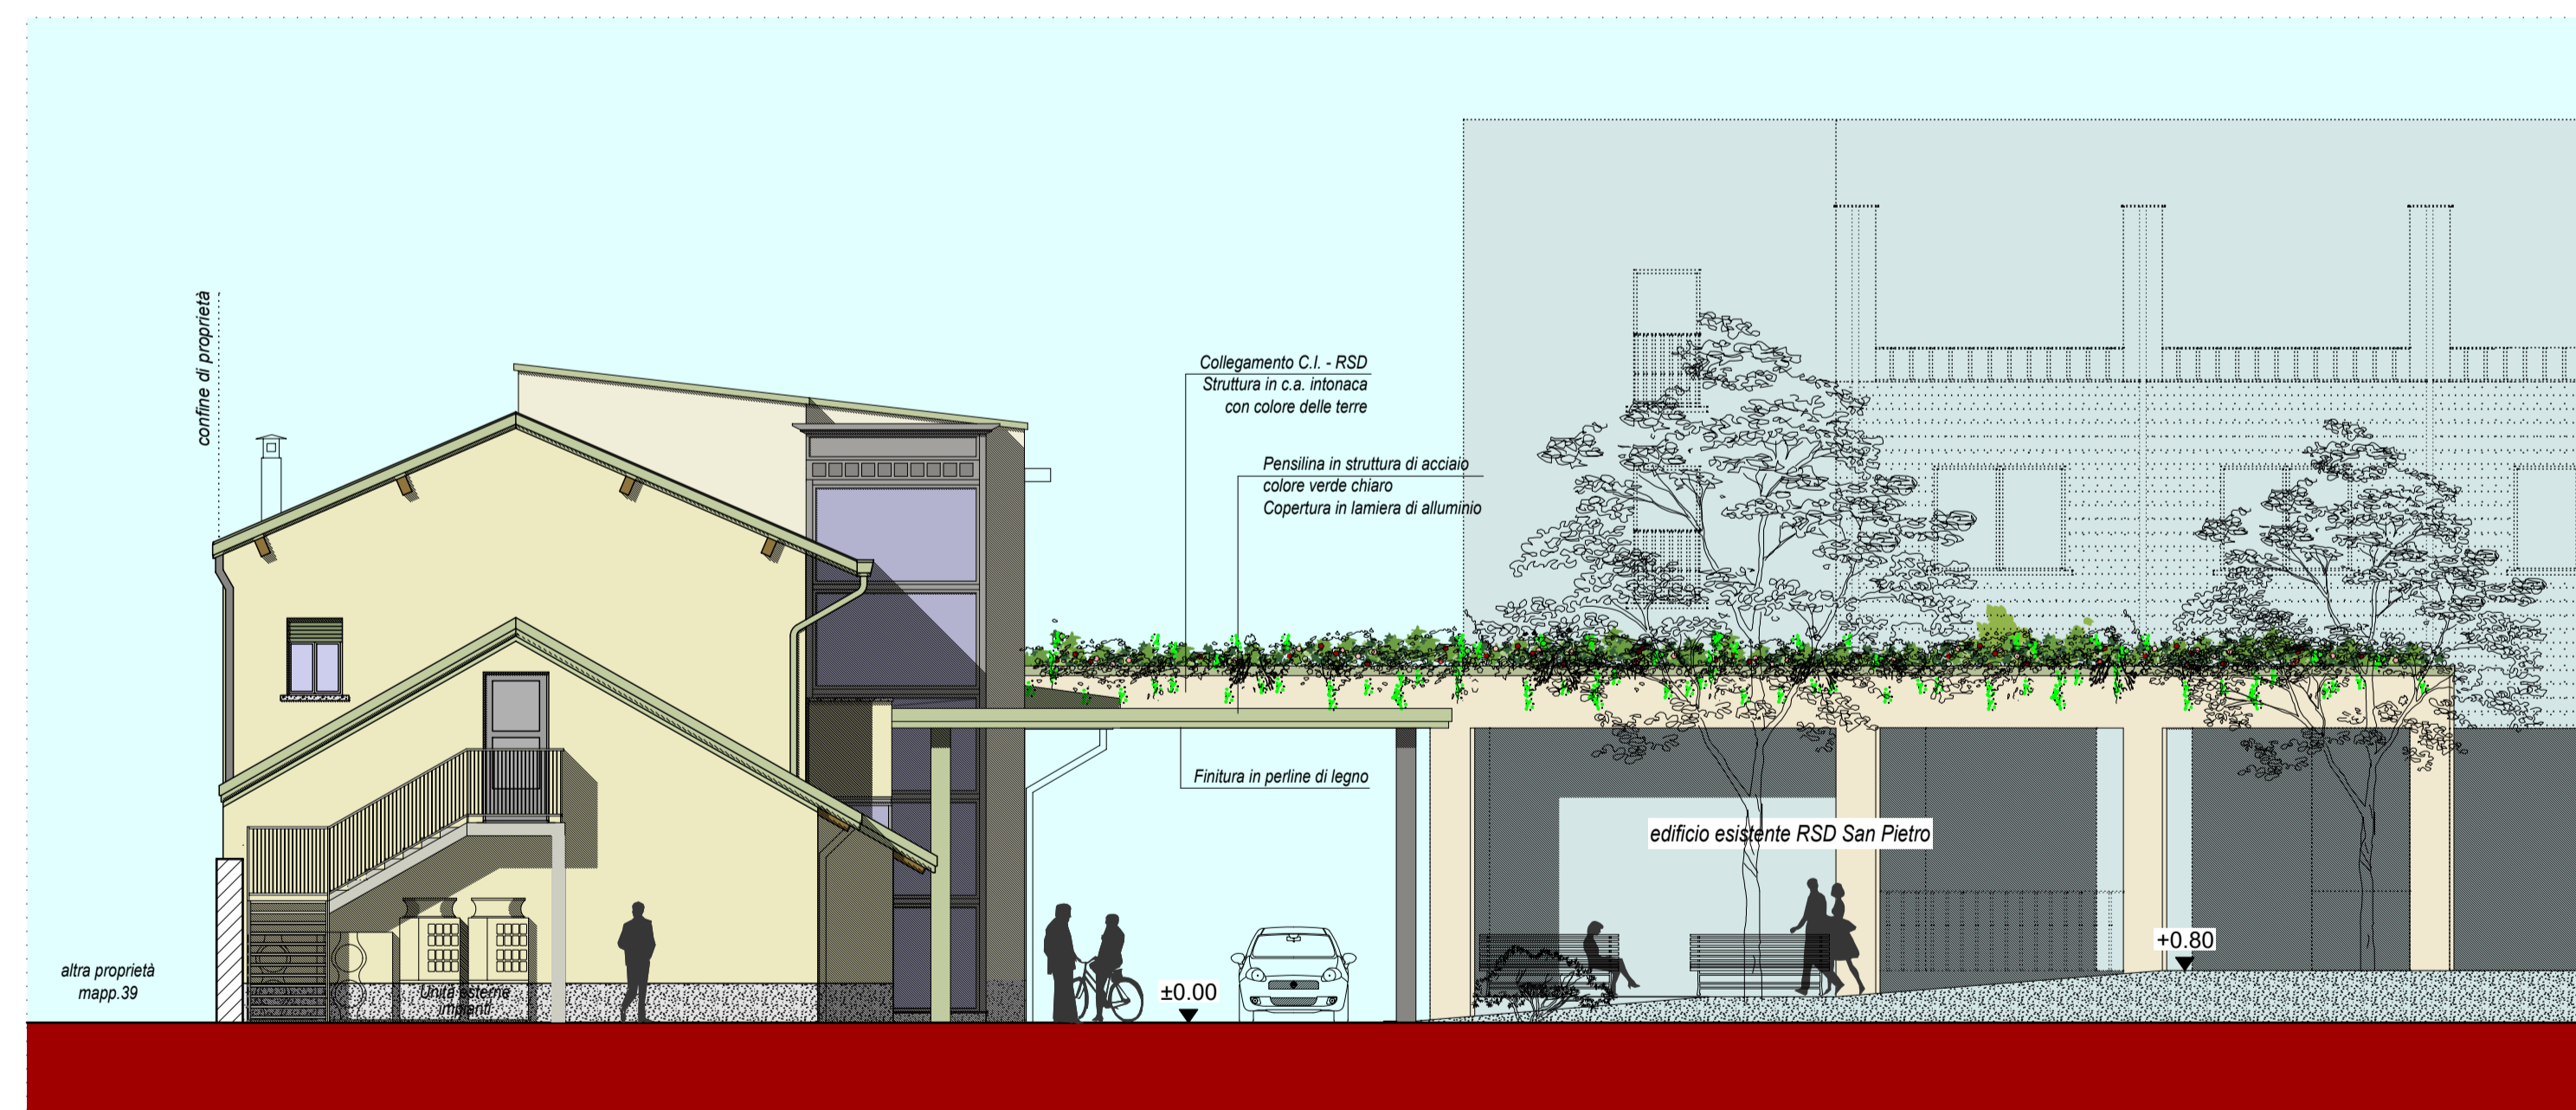 confine di proprietà
Collegamento C.I. - RSD
Struttura in c.a. intonaca
con colore delle terre
Pensilina in struttura di acciaio
colore verde chiaro
Copertura in lamiera di alluminio
Finitura in perline di legno
edificio esistente RSD San Pietro
+0.80
altra proprietà
mapp.39
Unità esterne
impianti
±0.00